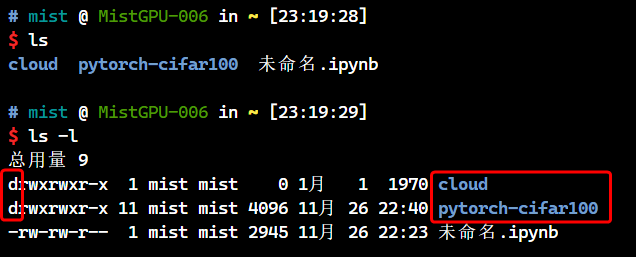 # mist @ MistGPU-006 in ~ [23:19:28]
$ ls
cloud  pytorch-cifar100  未命名.ipynb
# mist @ MistGPU-006 in ~ [23:19:29]
$ ls -l
总用量 9
drwxrwxr-x  1 mist mist    0 1月   1  1970 cloud
drwxrwxr-x 11 mist mist 4096 11月 26 22:40 pytorch-cifar100
-rw-rw-r--  1 mist mist 2945 11月 26 22:23 未命名.ipynb